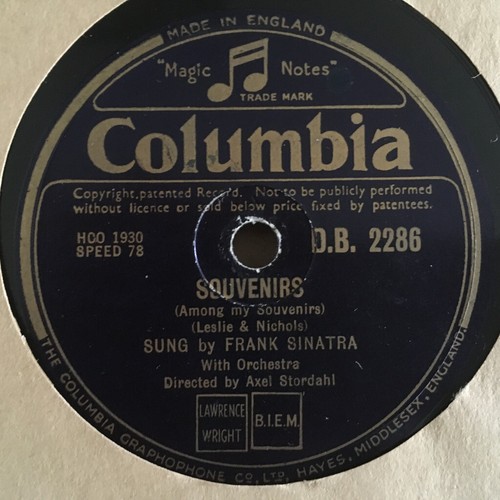 MADE IN ENGLAND
"Magic Notes"
TRADE MARK
Columbia
Copyright, patented Record. Not to be publicly performed
without licence or sold below price fixed by patentees.
HCO 1930
SPEED 78
D.B. 2286
SOUVENIRS
(Among my Souvenirs)
(Leslie & Nichols)
SUNG by FRANK SINATRA
With Orchestra
Directed by Axel Stordahl
LAWRENCE
WRIGHT
B.I.E.M.
THE COLUMBIA GRAPHOPHONE CO., LTD., HAYES, MIDDLESEX, ENGLAND.